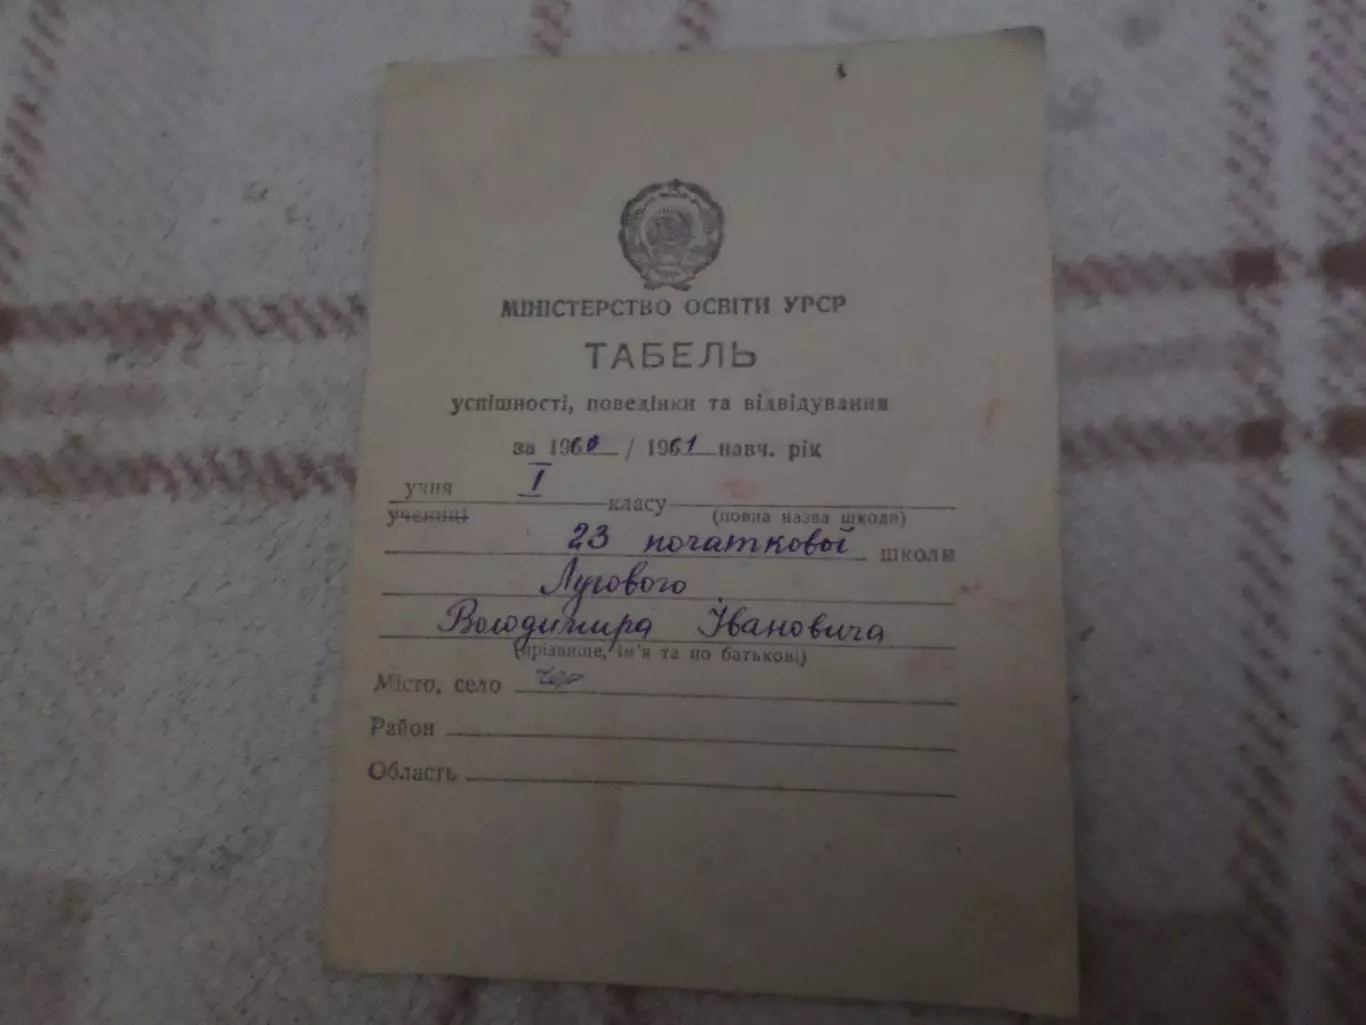 МІНІСТЕРСТВО ОСВІТИ УРСР
ТАБЕЛЬ
успішності, поведінки та відвідування
за 1960 / 1961 навч. рік
учня I класу
учениці (повна назва школи)
23 початкової школи
Лугового
Володимира Івановича
(прізвище, ім'я та по батькові)
Місто, село
Район
Область